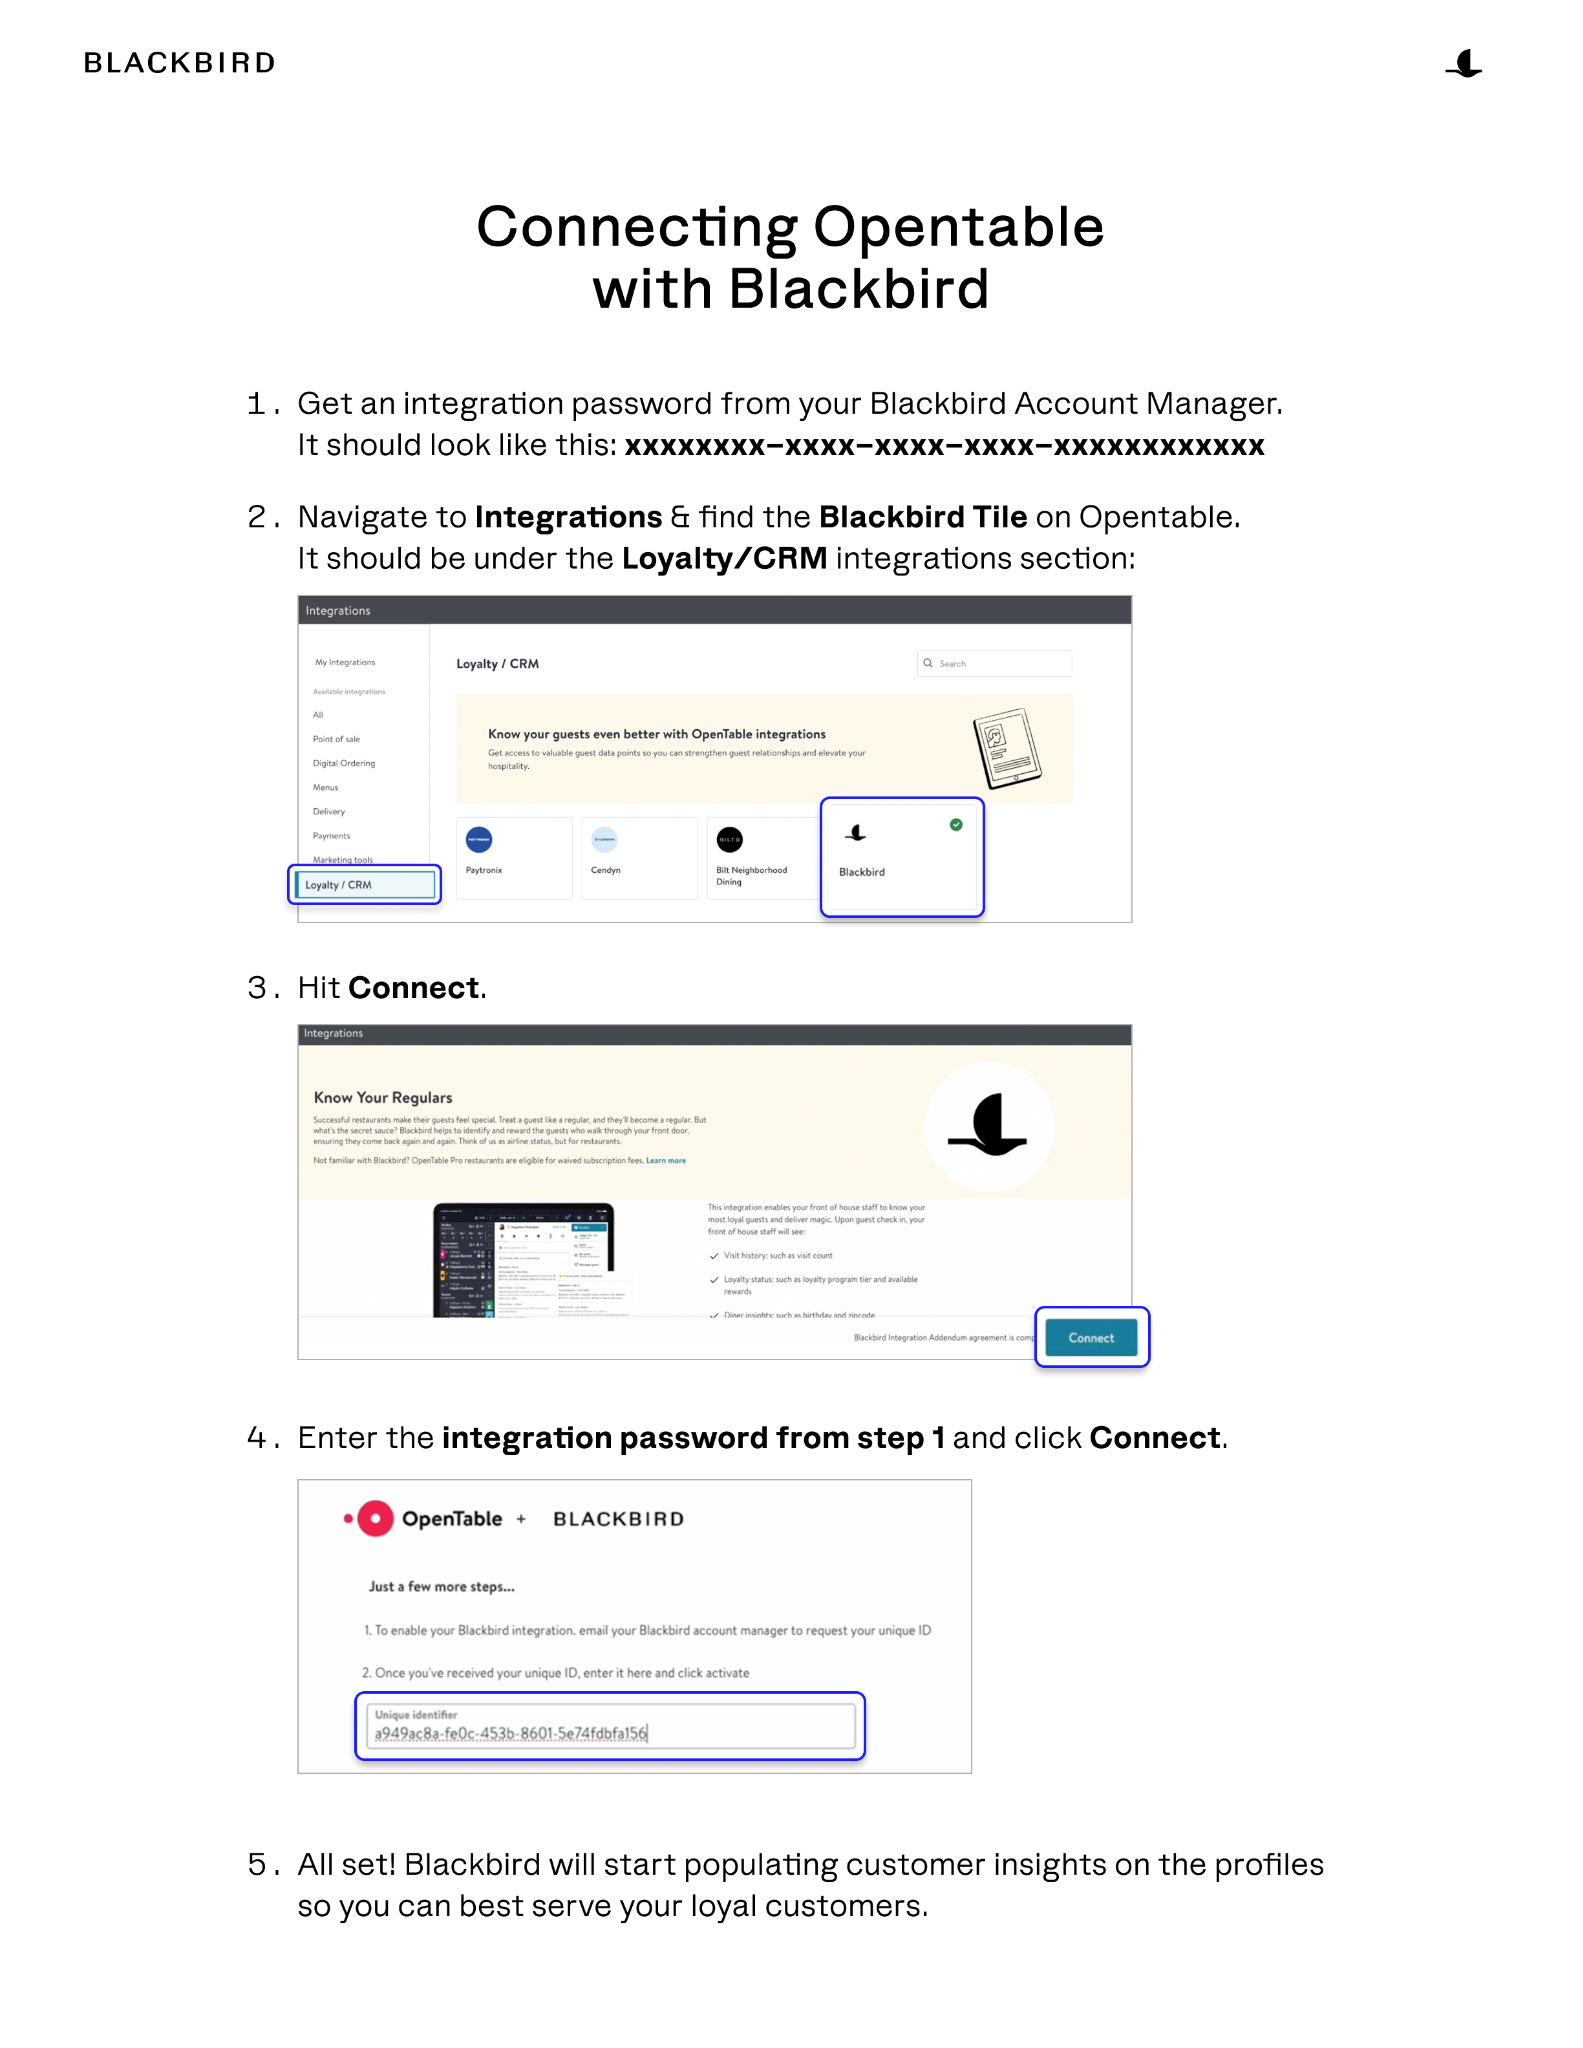 BLACKBIRD
Connecting Opentable
with Blackbird
1. Get an integration password from your Blackbird Account Manager.
It should look like this: xxxxxxxx-xxxx-xxxx-xxxx-xxxxxxxxxxxx
2. Navigate to Integrations & find the Blackbird Tile on Opentable.
It should be under the Loyalty/CRM integrations section:
Integrations
My Integrations
Available integrations
All
Point of sale
Digital Ordering
Menus
Delivery
Payments
Marketing tools
Loyalty / CRM
Loyalty / CRM
Search
Know your guests even better with OpenTable integrations
Get access to valuable guest data points so you can strengthen guest relationships and elevate your
hospitality.
Paytronix
Cendyn
BILT
Bilt Neighborhood
Dining
Blackbird
3. Hit Connect.
Integrations
Know Your Regulars
Successful restaurants make their guests feel special. Treat a guest like a regular, and they'll become a regular. But
what's the secret sauce? Blackbird helps to identify and reward the guests who walk through your front door,
ensuring they come back again and again. Think of us as airline status, but for restaurants.
Not familiar with Blackbird? OpenTable Pro restaurants are eligible for waived subscription fees. Learn more
This integration enables your front of house staff to know your
most loyal guests and deliver magic. Upon guest check in, your
front of house staff will see:
Visit history: such as visit count
Loyalty status: such as loyalty program tier and available
rewards
Diner insights: such as birthday and zipcode
Blackbird Integration Addendum agreement is comp
Connect
4. Enter the integration password from step 1 and click Connect.
OpenTable + BLACKBIRD
Just a few more steps...
1. To enable your Blackbird integration. email your Blackbird account manager to request your unique ID
2. Once you've received your unique ID, enter it here and click activate
Unique identifier
a949ac8a-fe0c-453b-8601-5e74fdbfa156
5. All set! Blackbird will start populating customer insights on the profiles
so you can best serve your loyal customers.